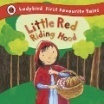 Ladybird First Favourite Tales
Little Red
Riding Hood